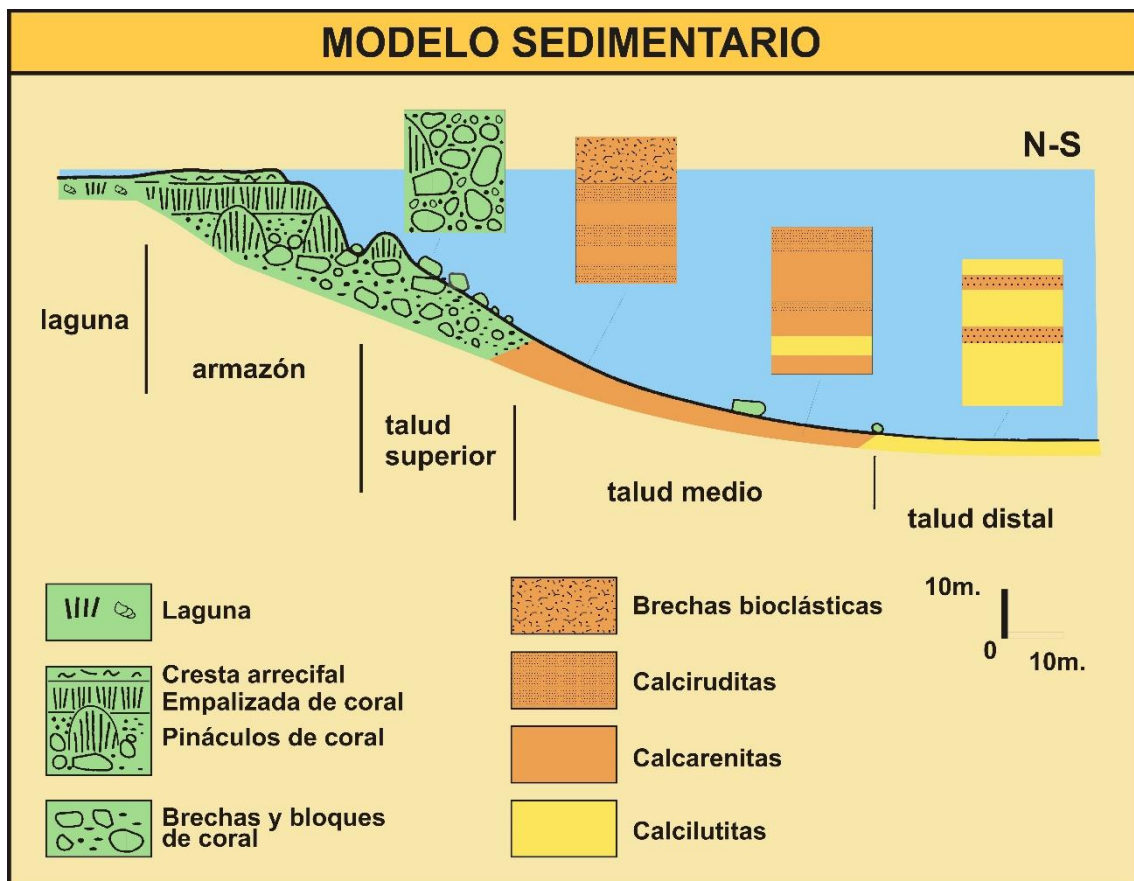 MODELO SEDIMENTARIO
N-S
laguna
armazón
talud
superior
talud medio
talud distal
Laguna
Cresta arrecifal
Empalizada de coral
Pináculos de coral
Brechas y bloques
de coral
Brechas bioclásticas
Calciruditas
Calcarenitas
Calcilutitas
10m.
0
10m.